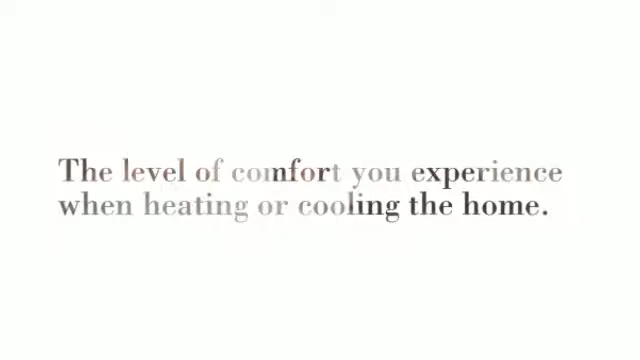 The level of comfort you experience
when heating or cooling the home.